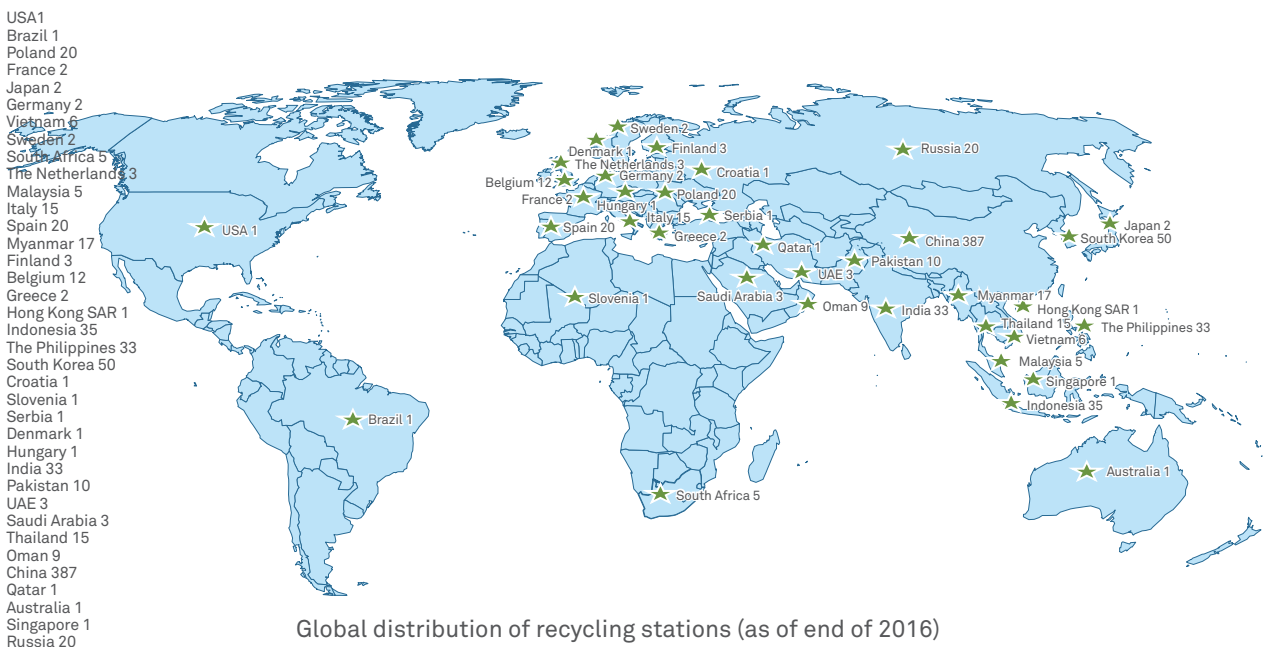 USA1
Brazil 1
Poland 20
France 2
Japan 2
Germany 2
Vietnam 6
Sweden 2
South Africa 5
The Netherlands 3
Malaysia 5
Italy 15
Spain 20
Myanmar 17
Finland 3
Belgium 12
Greece 2
Hong Kong SAR 1
Indonesia 35
The Philippines 33
South Korea 50
Croatia 1
Slovenia 1
Serbia 1
Denmark 1
Hungary 1
India 33
Pakistan 10
UAE 3
Saudi Arabia 3
Thailand 15
Oman 9
China 387
Qatar 1
Australia 1
Singapore 1
Russia 20
Sweden 2
Denmark 1
Finland 3
Russia 20
The Netherlands 3
Croatia 1
Germany 2
Belgium 12
Poland 20
France 2
Hungary 1
Italy 15
Serbia 1
Spain 20
Greece 2
USA 1
Japan 2
South Korea 50
China 387
Qatar 1
Pakistan 10
UAE 3
Saudi Arabia 3
Slovenia 1
Oman 9
India 33
Myanmar 17
Hong Kong SAR 1
Thailand 15
The Philippines 33
Vietnam 6
Malaysia 5
Singapore 1
Indonesia 35
Brazil 1
Australia 1
South Africa 5
Global distribution of recycling stations (as of end of 2016)